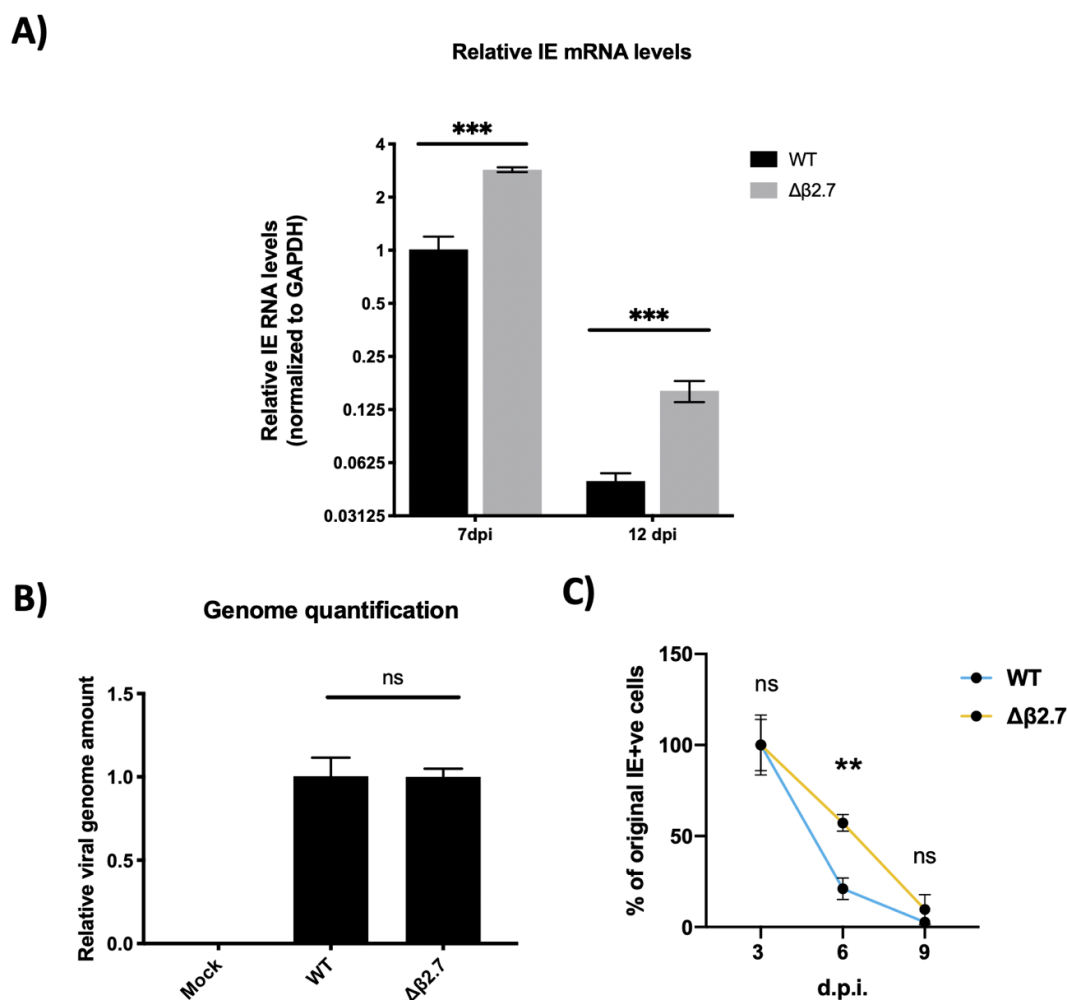 A)
Relative IE mRNA levels
Relative IE RNA levels
(normalized to GAPDH)
4
2
1
0.5
0.25
0.125
0.0625
0.03125
***
***
7dpi
12 dpi
WT
Δβ2.7
B)
Genome quantification
Relative viral genome amount
1.5
1.0
0.5
0.0
ns
Mock
WT
Δβ2.7
C)
% of original IE+ve cells
150
100
50
0
ns
**
ns
3
6
9
d.p.i.
WT
Δβ2.7